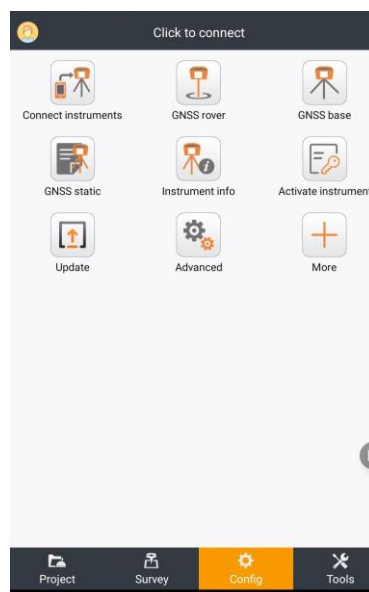 Click to connect
Connect instruments
GNSS rover
GNSS base
GNSS static
Instrument info
Activate instrument
Update
Advanced
More
Project
Survey
Config
Tools